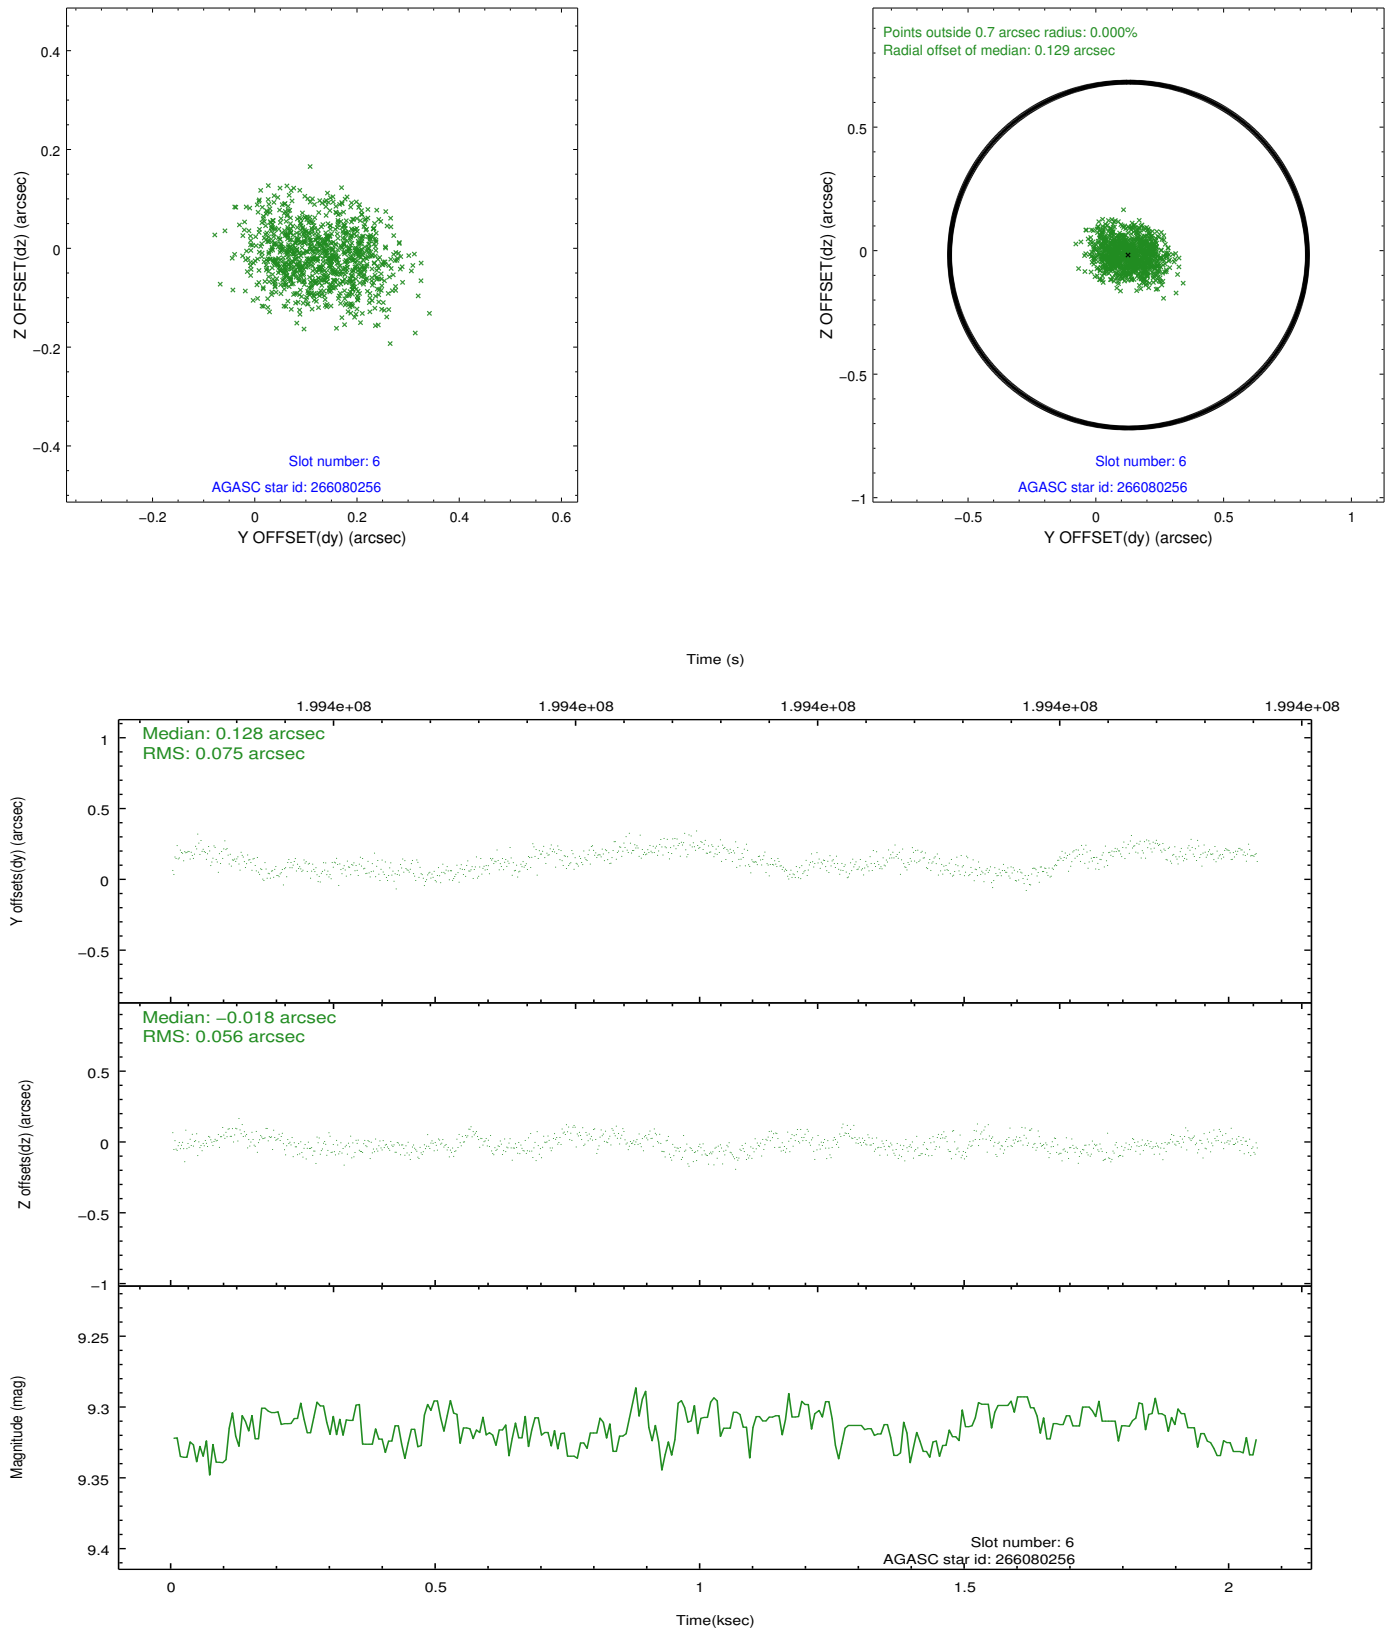 0.4
0.2
0
−0.2
−0.4
Z OFFSET(dz) (arcsec)
Slot number: 6
AGASC star id: 266080256
−0.2 0 0.2 0.4 0.6
Y OFFSET(dy) (arcsec)
Points outside 0.7 arcsec radius: 0.000%
Radial offset of median: 0.129 arcsec
0.5
0
−0.5
−1
Z OFFSET(dz) (arcsec)
Slot number: 6
AGASC star id: 266080256
−0.5 0 0.5 1
Y OFFSET(dy) (arcsec)
Time (s)
1.994e+08 1.994e+08 1.994e+08 1.994e+08 1.994e+08
Median: 0.128 arcsec
RMS: 0.075 arcsec
1
0.5
0
−0.5
Y offsets(dy) (arcsec)
Median: −0.018 arcsec
RMS: 0.056 arcsec
0.5
0
−0.5
−1
Z offsets(dz) (arcsec)
9.25
9.3
9.35
9.4
Magnitude (mag)
Slot number: 6
AGASC star id: 266080256
0 0.5 1 1.5 2
Time(ksec)